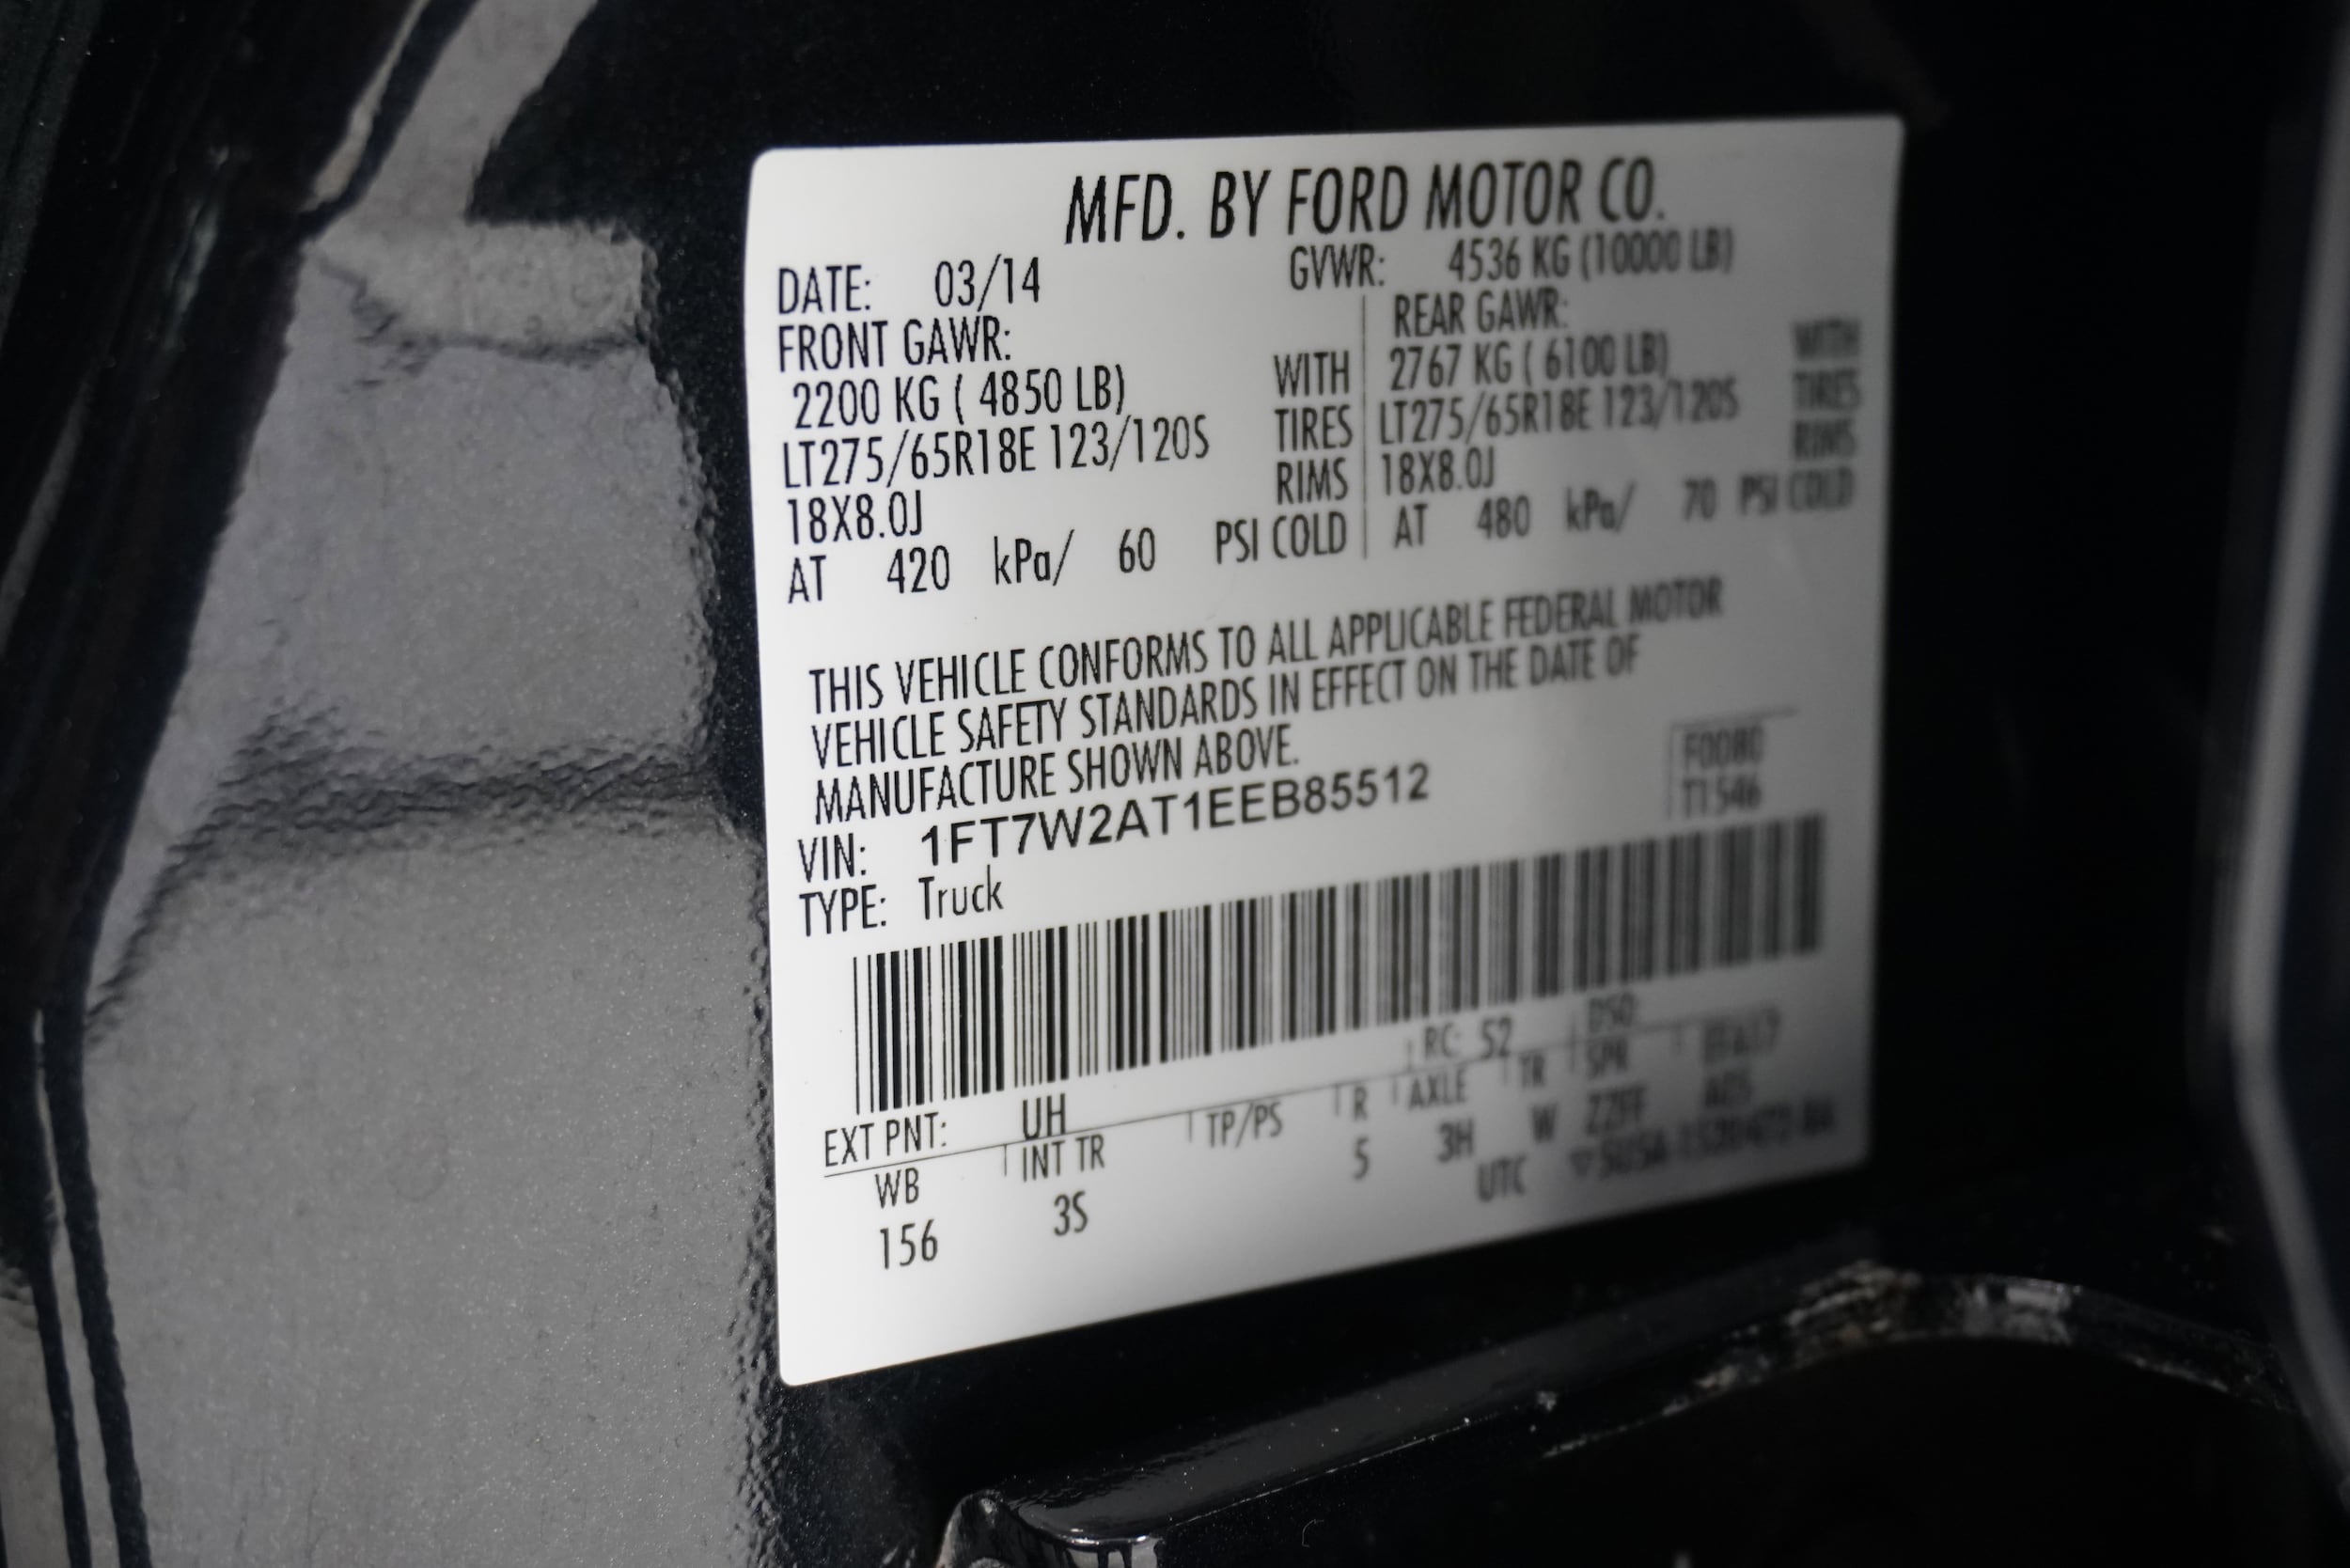 MFD. BY FORD MOTOR CO.
DATE: 03/14 GVWR: 4536 KG (10000 LB)
FRONT GAWR: REAR GAWR:
2200 KG ( 4850 LB) WITH 2767 KG ( 6100 LB) WITH
LT275/65R18E 123/120S TIRES LT275/65R18E 123/120S TIRES
18X8.0J RIMS 18X8.0J RIMS
AT 420 kPa/ 60 PSI COLD AT 480 kPa/ 70 PSI COLD
THIS VEHICLE CONFORMS TO ALL APPLICABLE FEDERAL MOTOR
VEHICLE SAFETY STANDARDS IN EFFECT ON THE DATE OF
MANUFACTURE SHOWN ABOVE.
F0080
VIN: 1FT7W2AT1EEB85512 T1546
TYPE: Truck
EXT PNT: UH RC: 52 DSO:
WB INT TR TP/PS R AXLE TR SPR
156 3S 5 3H W ZZFF
UTC